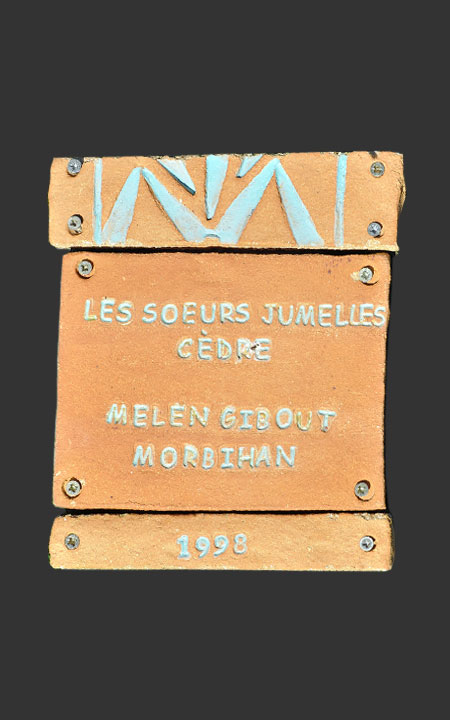 LES SOEURS JUMELLES
CÈDRE
MELEN GIBOUT
MORBIHAN
1998